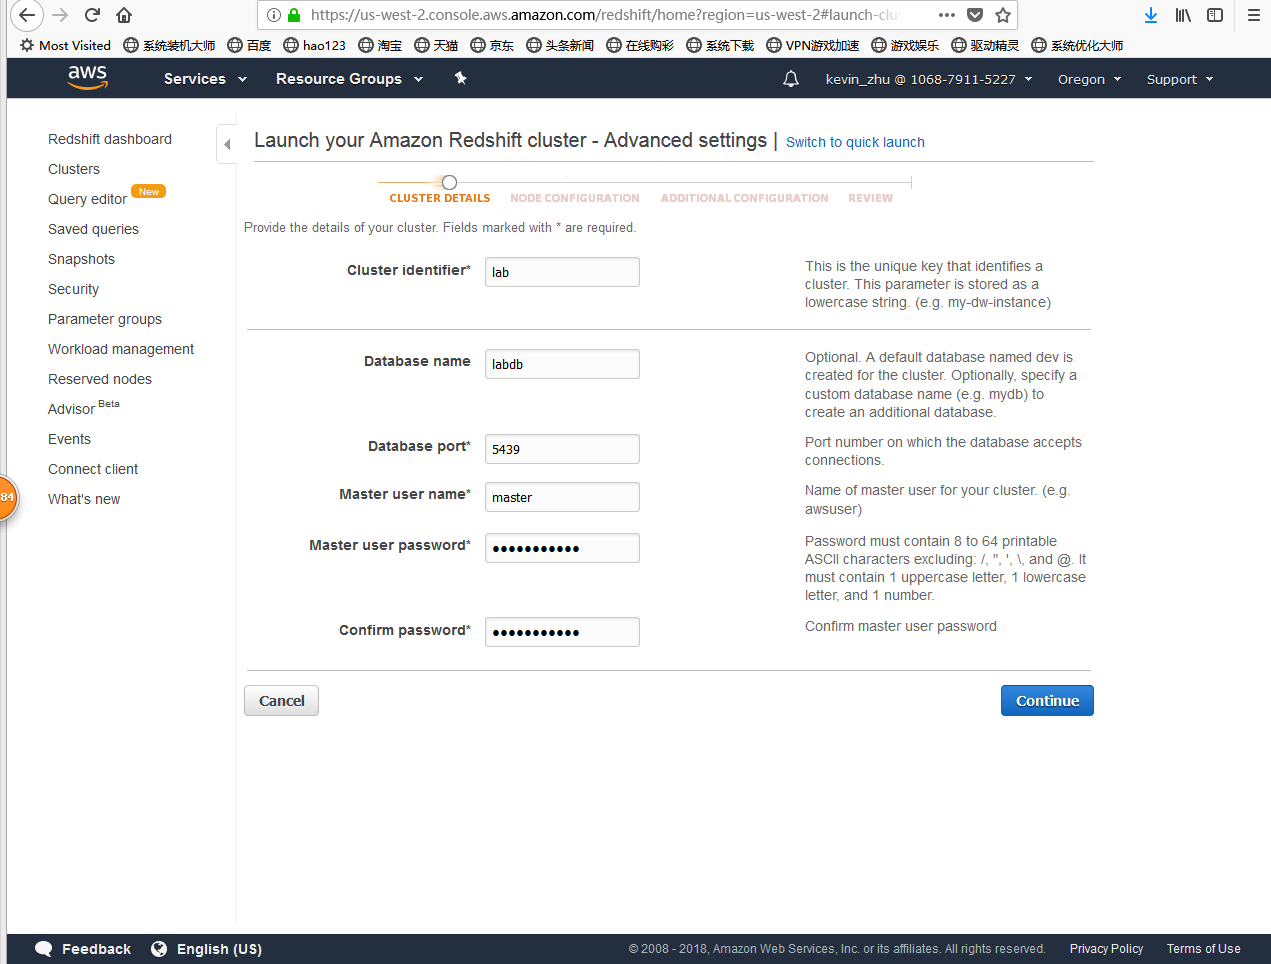 https://us-west-2.console.aws.amazon.com/redshift/home?region=us-west-2#launch-clu
Most Visited 系统装机大师 百度 hao123 淘宝 天猫 京东 头条新闻 在线购彩 系统下载 VPN游戏加速 游戏娱乐 驱动精灵 系统优化大师
aws Services Resource Groups kevin_zhu @ 1068-7911-5227 Oregon Support
Redshift dashboard
Clusters
Query editor New
Saved queries
Snapshots
Security
Parameter groups
Workload management
Reserved nodes
Advisor Beta
Events
Connect client
What's new
84
Launch your Amazon Redshift cluster - Advanced settings | Switch to quick launch
CLUSTER DETAILS NODE CONFIGURATION ADDITIONAL CONFIGURATION REVIEW
Provide the details of your cluster. Fields marked with * are required.
Cluster identifier* lab
This is the unique key that identifies a
cluster. This parameter is stored as a
lowercase string. (e.g. my-dw-instance)
Database name labdb
Optional. A default database named dev is
created for the cluster. Optionally, specify a
custom database name (e.g. mydb) to
create an additional database.
Database port* 5439
Port number on which the database accepts
connections.
Master user name* master
Name of master user for your cluster. (e.g.
awsuser)
Master user password* ●●●●●●●●●●●
Password must contain 8 to 64 printable
ASCII characters excluding: /, ", ', \, and @. It
must contain 1 uppercase letter, 1 lowercase
letter, and 1 number.
Confirm password* ●●●●●●●●●●●
Confirm master user password
Cancel Continue
Feedback English (US) © 2008 - 2018, Amazon Web Services, Inc. or its affiliates. All rights reserved. Privacy Policy Terms of Use